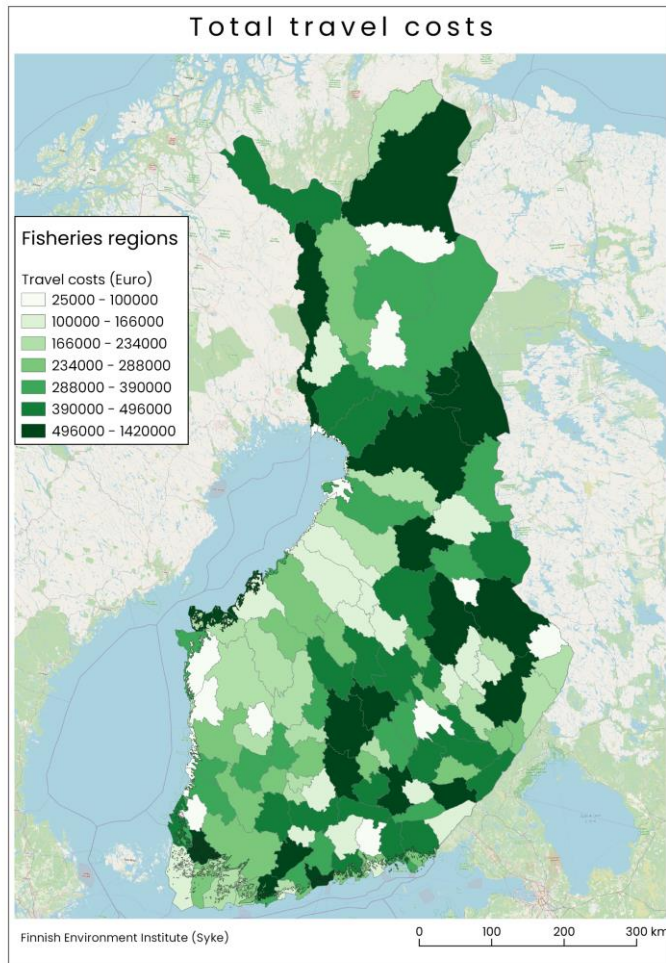 Total travel costs
Fisheries regions
Travel costs (Euro)
25000 - 100000
100000 - 166000
166000 - 234000
234000 - 288000
288000 - 390000
390000 - 496000
496000 - 1420000
Finnish Environment Institute (Syke)
0 100 200 300 km